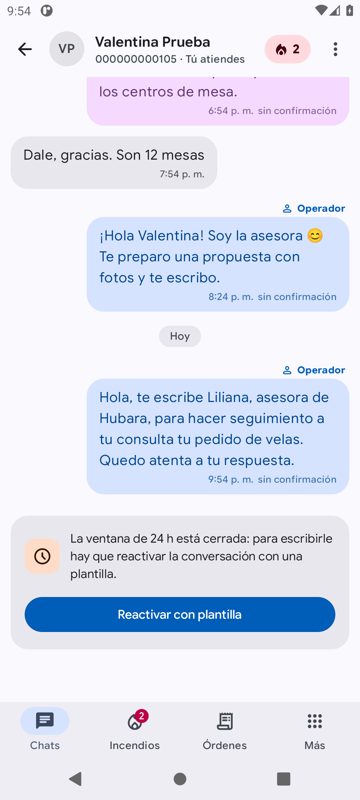 9:54
VP
Valentina Prueba
000000000105 · Tú atiendes
2
los centros de mesa.
6:54 p. m. sin confirmación
Dale, gracias. Son 12 mesas
7:54 p. m.
Operador
¡Hola Valentina! Soy la asesora 😊
Te preparo una propuesta con
fotos y te escribo.
8:24 p. m. sin confirmación
Hoy
Operador
Hola, te escribe Liliana, asesora de
Hubara, para hacer seguimiento a
tu consulta tu pedido de velas.
Quedo atenta a tu respuesta.
9:54 p. m. sin confirmación
La ventana de 24 h está cerrada: para escribirle
hay que reactivar la conversación con una
plantilla.
Reactivar con plantilla
2
Chats
Incendios
Órdenes
Más